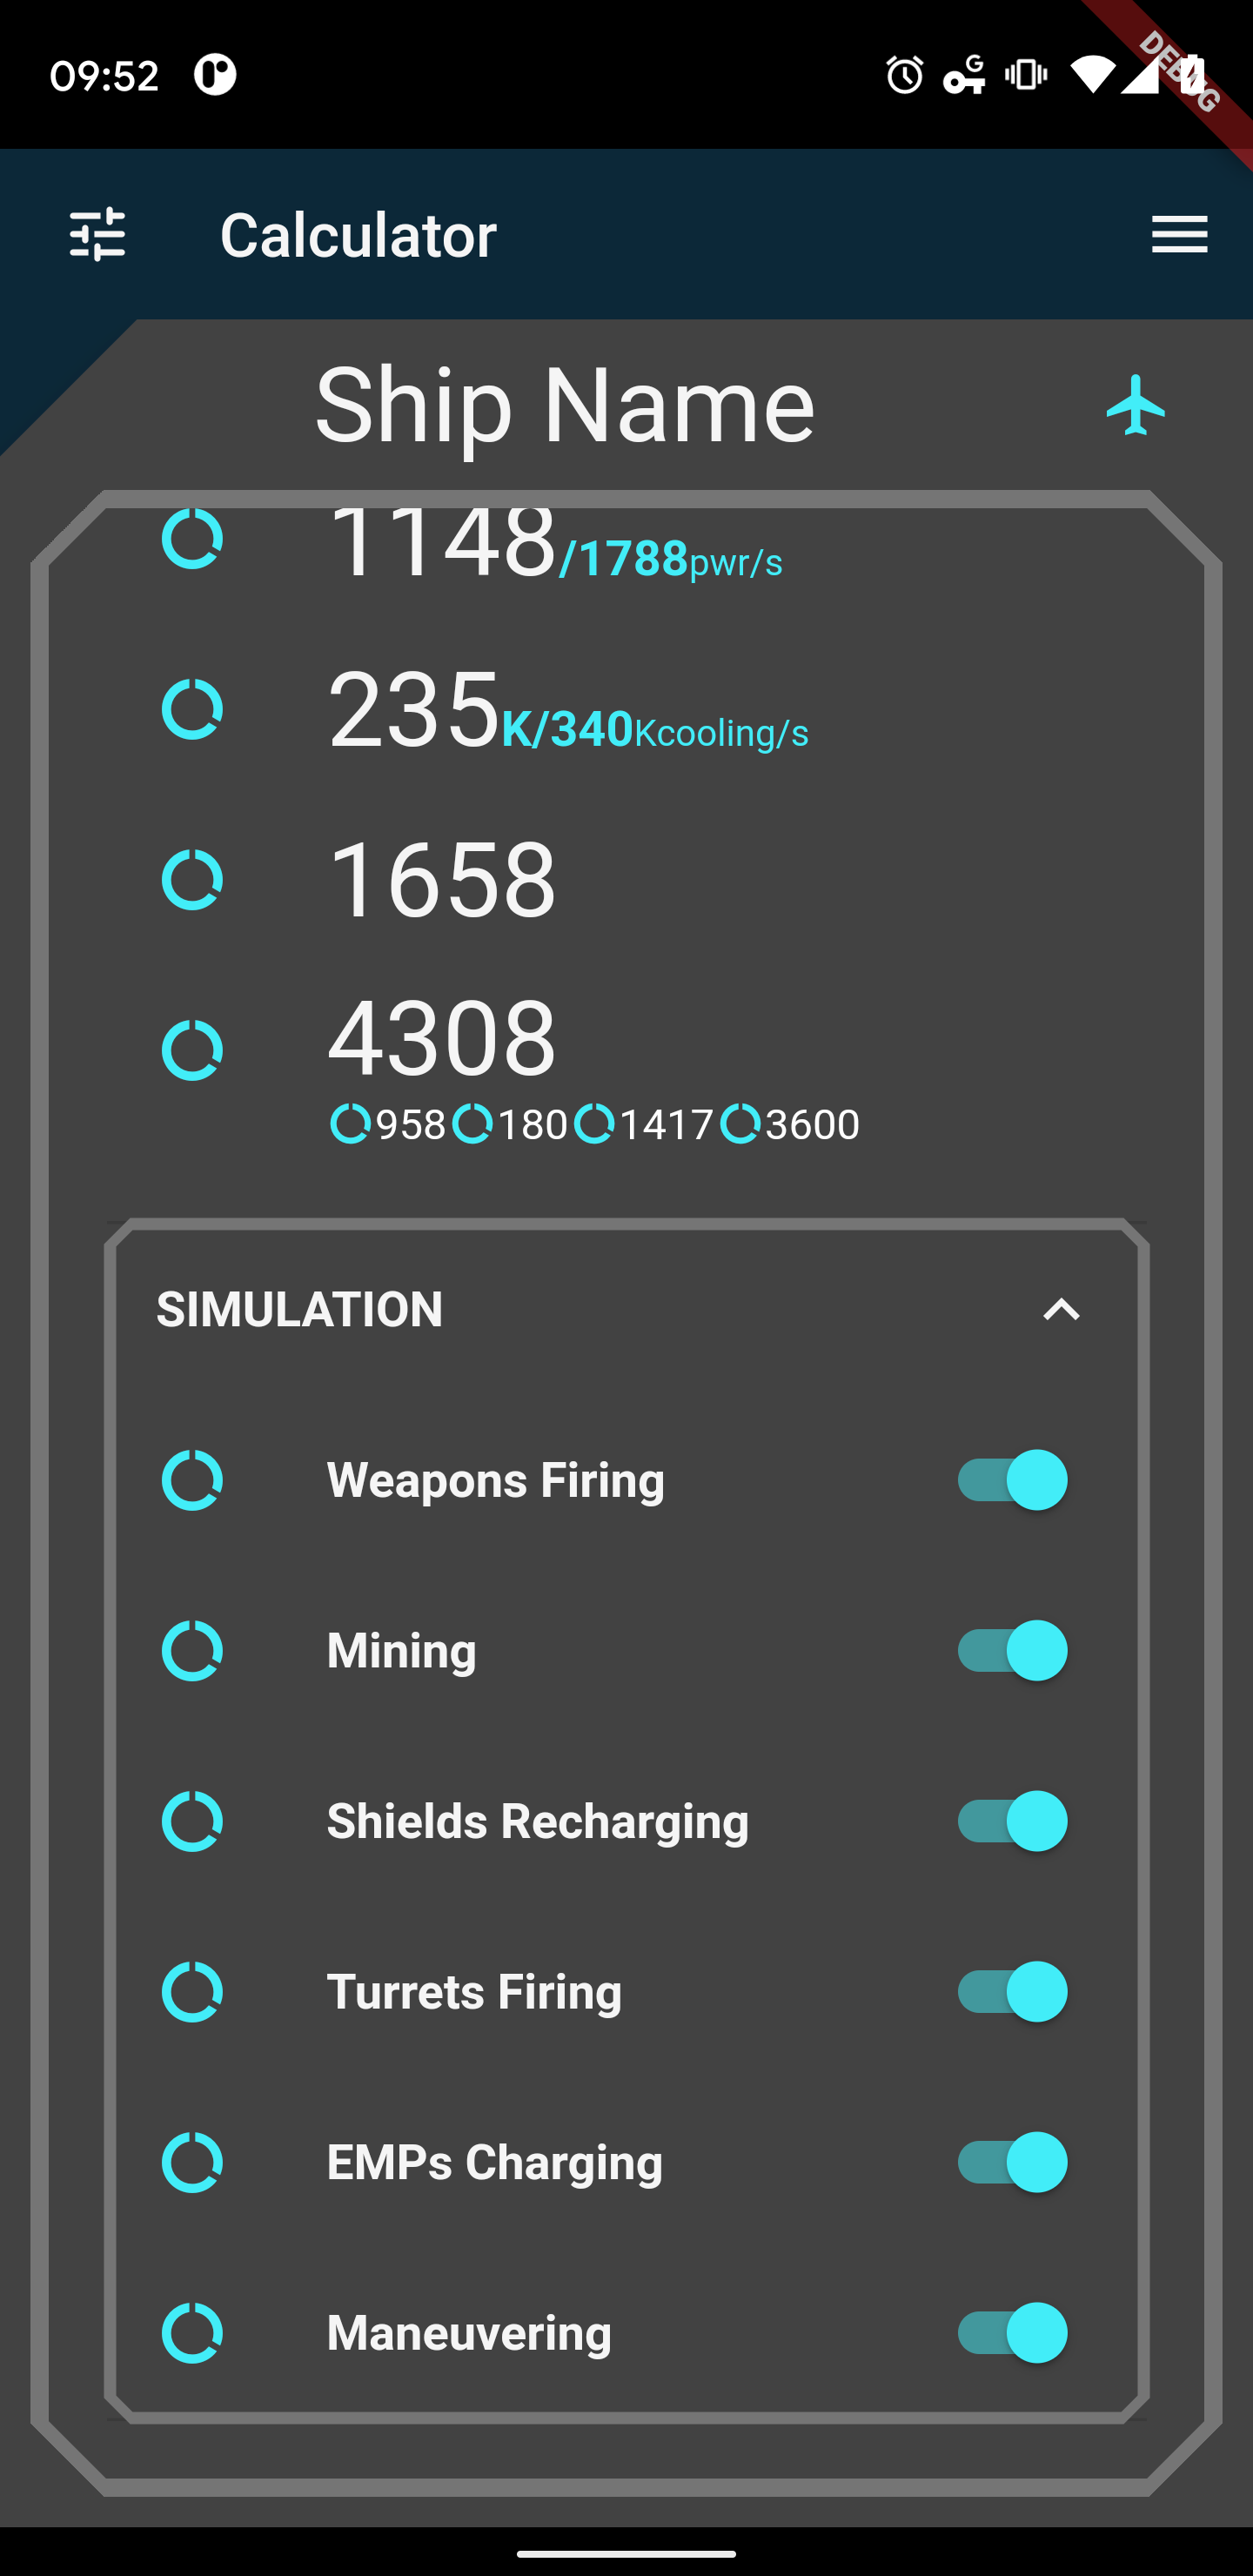 09:52
DEBUG
Calculator
Ship Name
1148/1788pwr/s
235K/340Kcooling/s
1658
4308
958 180 1417 3600
SIMULATION
Weapons Firing
Mining
Shields Recharging
Turrets Firing
EMPs Charging
Maneuvering